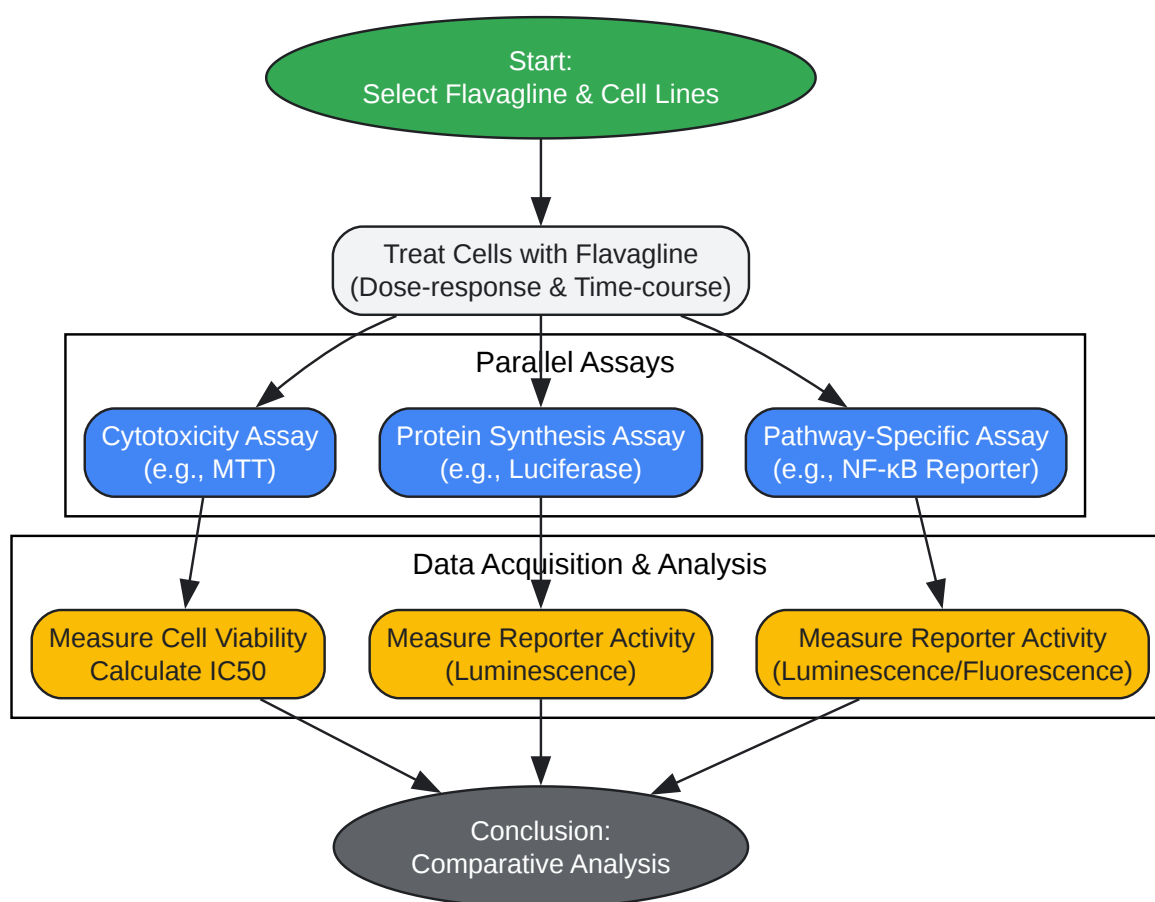 Start:
Select Flavagline & Cell Lines
Treat Cells with Flavagline
(Dose-response & Time-course)
Parallel Assays
Cytotoxicity Assay
(e.g., MTT)
Protein Synthesis Assay
(e.g., Luciferase)
Pathway-Specific Assay
(e.g., NF-κB Reporter)
Data Acquisition & Analysis
Measure Cell Viability
Calculate IC50
Measure Reporter Activity
(Luminescence)
Measure Reporter Activity
(Luminescence/Fluorescence)
Conclusion:
Comparative Analysis